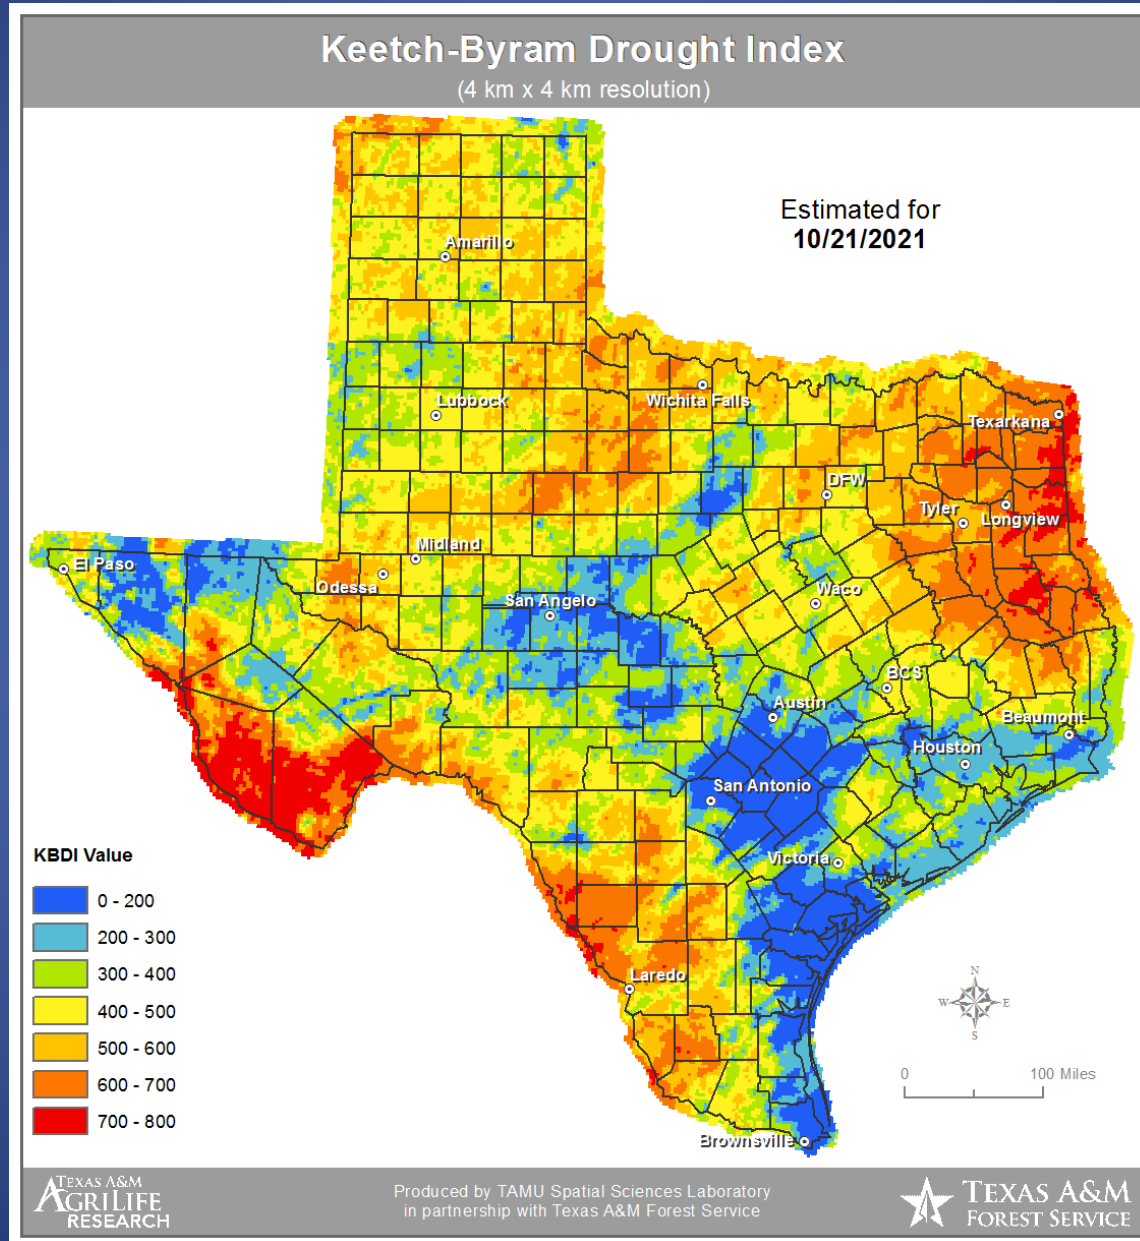 Keetch-Byram Drought Index
(4 km x 4 km resolution)
Estimated for
10/21/2021
Amarillo
Lubbock
Wichita Falls
Texarkana
DFW
Tyler
Longview
Midland
El Paso
Odessa
San Angelo
Waco
BCS
Austin
Beaumont
Houston
San Antonio
Victoria
Laredo
Brownsville
KBDI Value
0 - 200
200 - 300
300 - 400
400 - 500
500 - 600
600 - 700
700 - 800
N
W E
S
0 100 Miles
TEXAS A&M
AGRILIFE
RESEARCH
Produced by TAMU Spatial Sciences Laboratory
in partnership with Texas A&M Forest Service
TEXAS A&M
FOREST SERVICE